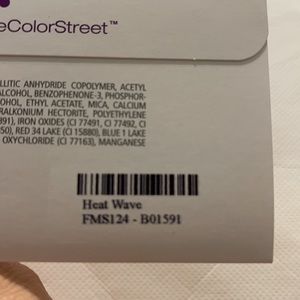 eColorStreet™
LLITIC ANHYDRIDE COPOLYMER, ACETYL
ALCOHOL, BENZOPHENONE-3, PHOSPHOR-
COHOL, ETHYL ACETATE, MICA, CALCIUM
RALKONIUM HECTORITE, POLYETHYLENE
891), IRON OXIDES (CI 77491, CI 77492, CI
50), RED 34 LAKE (CI 15880), BLUE 1 LAKE
OXYCHLORIDE (CI 77163), MANGANESE
Heat Wave
FMS124 - B01591